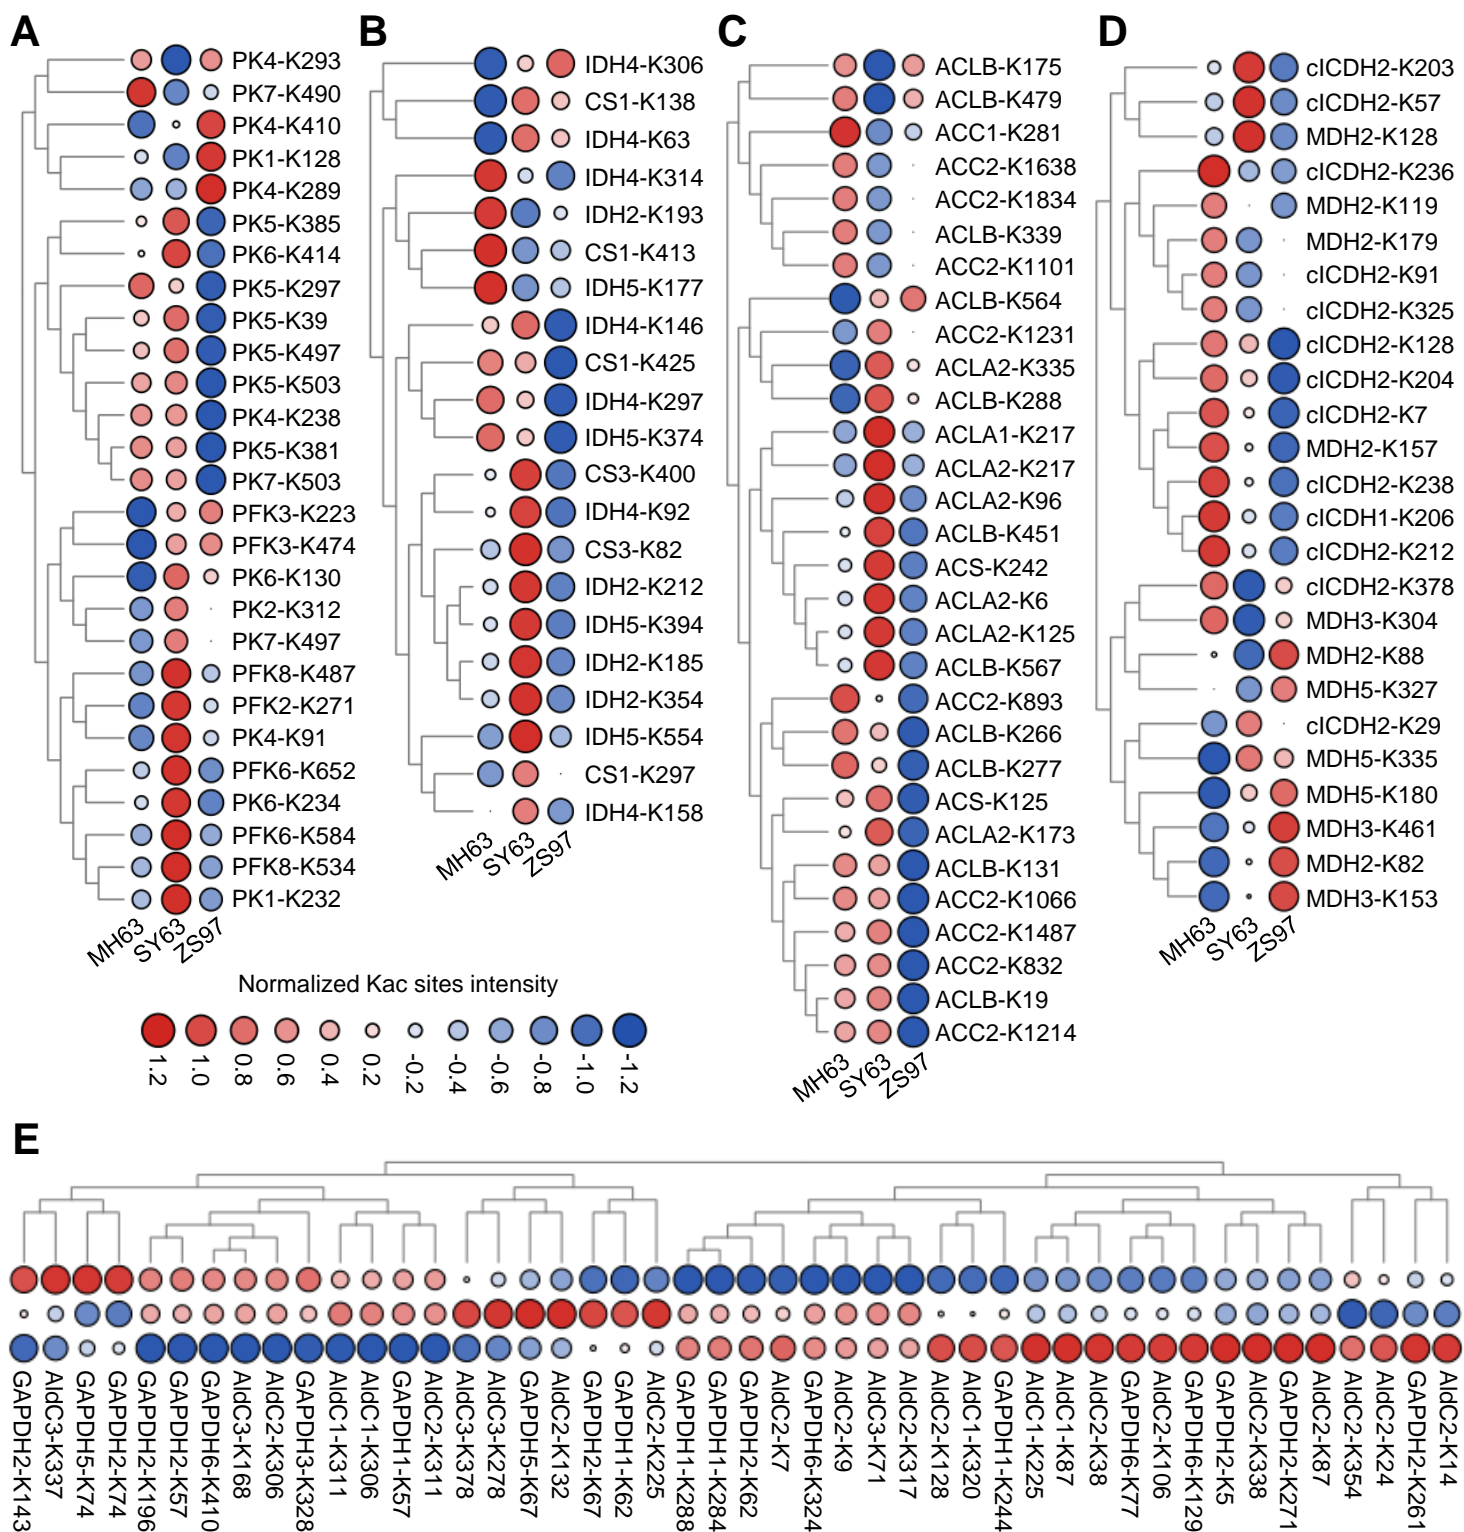 A
PK4-K293
PK7-K490
PK4-K410
PK1-K128
PK4-K289
PK5-K385
PK6-K414
PK5-K297
PK5-K39
PK5-K497
PK5-K503
PK4-K238
PK5-K381
PK7-K503
PFK3-K223
PFK3-K474
PK6-K130
PK2-K312
PK7-K497
PFK8-K487
PFK2-K271
PK4-K91
PFK6-K652
PK6-K234
PFK6-K584
PFK8-K534
PK1-K232
MH63
SY63
ZS97
B
IDH4-K306
CS1-K138
IDH4-K63
IDH4-K314
IDH2-K193
CS1-K413
IDH5-K177
IDH4-K146
CS1-K425
IDH4-K297
IDH5-K374
CS3-K400
IDH4-K92
CS3-K82
IDH2-K212
IDH5-K394
IDH2-K185
IDH2-K354
IDH5-K554
CS1-K297
IDH4-K158
MH63
SY63
ZS97
C
ACLB-K175
ACLB-K479
ACC1-K281
ACC2-K1638
ACC2-K1834
ACLB-K339
ACC2-K1101
ACLB-K564
ACC2-K1231
ACLA2-K335
ACLB-K288
ACLA1-K217
ACLA2-K217
ACLA2-K96
ACLB-K451
ACS-K242
ACLA2-K6
ACLA2-K125
ACLB-K567
ACC2-K893
ACLB-K266
ACLB-K277
ACS-K125
ACLA2-K173
ACLB-K131
ACC2-K1066
ACC2-K1487
ACC2-K832
ACLB-K19
ACC2-K1214
MH63
SY63
ZS97
D
cICDH2-K203
cICDH2-K57
MDH2-K128
cICDH2-K236
MDH2-K119
MDH2-K179
cICDH2-K91
cICDH2-K325
cICDH2-K128
cICDH2-K204
cICDH2-K7
MDH2-K157
cICDH2-K238
cICDH1-K206
cICDH2-K212
cICDH2-K378
MDH3-K304
MDH2-K88
MDH5-K327
cICDH2-K29
MDH5-K335
MDH5-K180
MDH3-K461
MDH2-K82
MDH3-K153
MH63
SY63
ZS97
Normalized Kac sites intensity
1.2
1.0
0.8
0.6
0.4
0.2
-0.2
-0.4
-0.6
-0.8
-1.0
-1.2
E
GAPDH2-K143
AldC3-K337
GAPDH5-K74
GAPDH2-K74
GAPDH2-K196
GAPDH2-K57
GAPDH6-K410
AldC3-K168
AldC2-K306
GAPDH3-K328
AldC1-K311
AldC1-K306
GAPDH1-K57
AldC2-K311
AldC3-K378
AldC3-K278
GAPDH5-K67
AldC2-K132
GAPDH2-K67
GAPDH1-K62
AldC2-K225
GAPDH1-K288
GAPDH1-K284
GAPDH2-K62
AldC2-K7
GAPDH6-K324
AldC2-K9
AldC3-K71
AldC2-K317
AldC2-K128
AldC1-K320
GAPDH1-K244
AldC1-K225
AldC1-K87
AldC2-K38
GAPDH6-K77
GAPDH2-K106
GAPDH6-K129
GAPDH2-K5
AldC2-K338
GAPDH2-K271
AldC2-K87
AldC2-K354
AldC2-K24
GAPDH2-K261
AldC2-K14